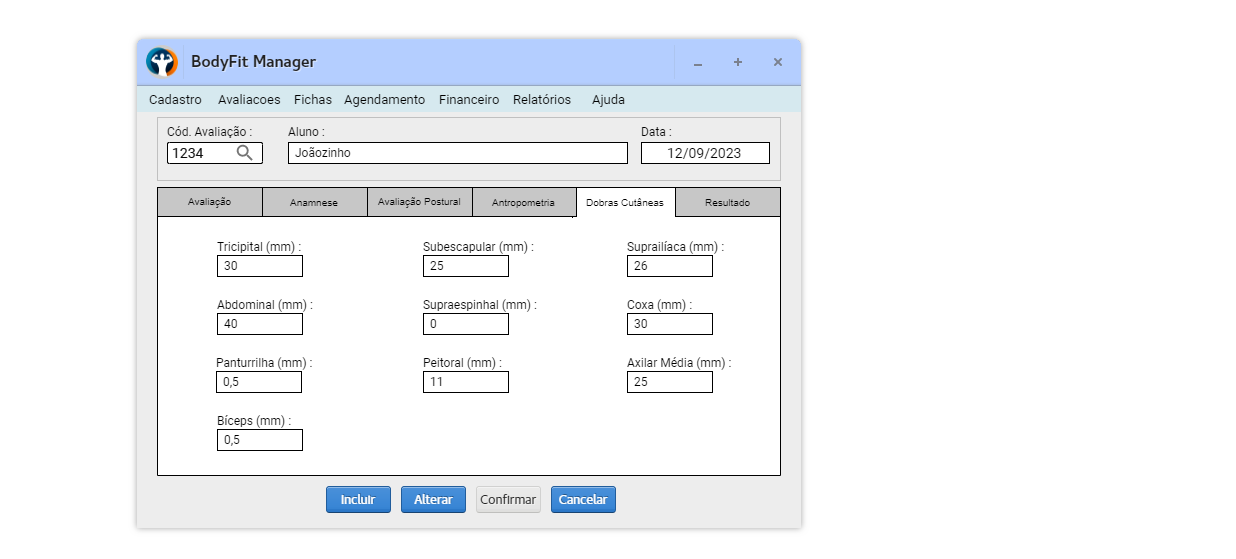 BodyFit Manager
Cadastro Avaliacoes Fichas Agendamento Financeiro Relatórios Ajuda
Cód. Avaliação : Aluno : Data :
1234 Joãozinho 12/09/2023
Avaliação Anamnese Avaliação Postural Antropometria Dobras Cutâneas Resultado
Tricipital (mm) : Subescapular (mm) : Suprailíaca (mm) :
30 25 26
Abdominal (mm) : Supraespinhal (mm) : Coxa (mm) :
40 0 30
Panturrilha (mm) : Peitoral (mm) : Axilar Média (mm) :
0,5 11 25
Bíceps (mm) :
0,5
Incluir Alterar Confirmar Cancelar